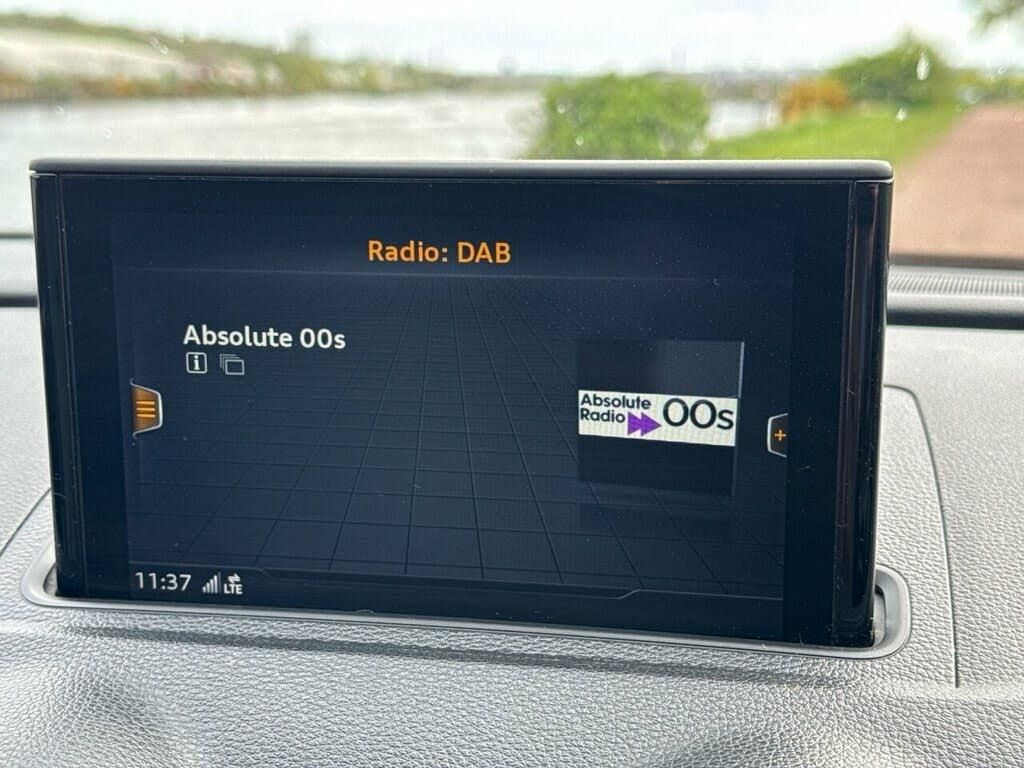 Radio: DAB
Absolute 00s
i
Absolute
Radio 00s
+
11:37 LTE